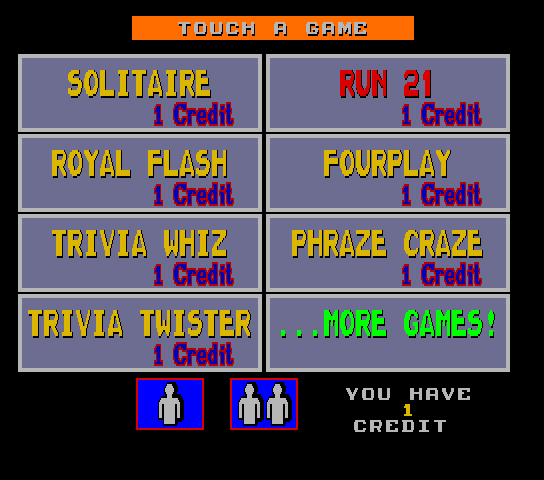 TOUCH A GAME
SOLITAIRE
1 Credit
RUN 21
1 Credit
ROYAL FLASH
1 Credit
FOURPLAY
1 Credit
TRIVIA WHIZ
1 Credit
PHRAZE CRAZE
1 Credit
TRIVIA TWISTER
1 Credit
...MORE GAMES!
YOU HAVE
1
CREDIT